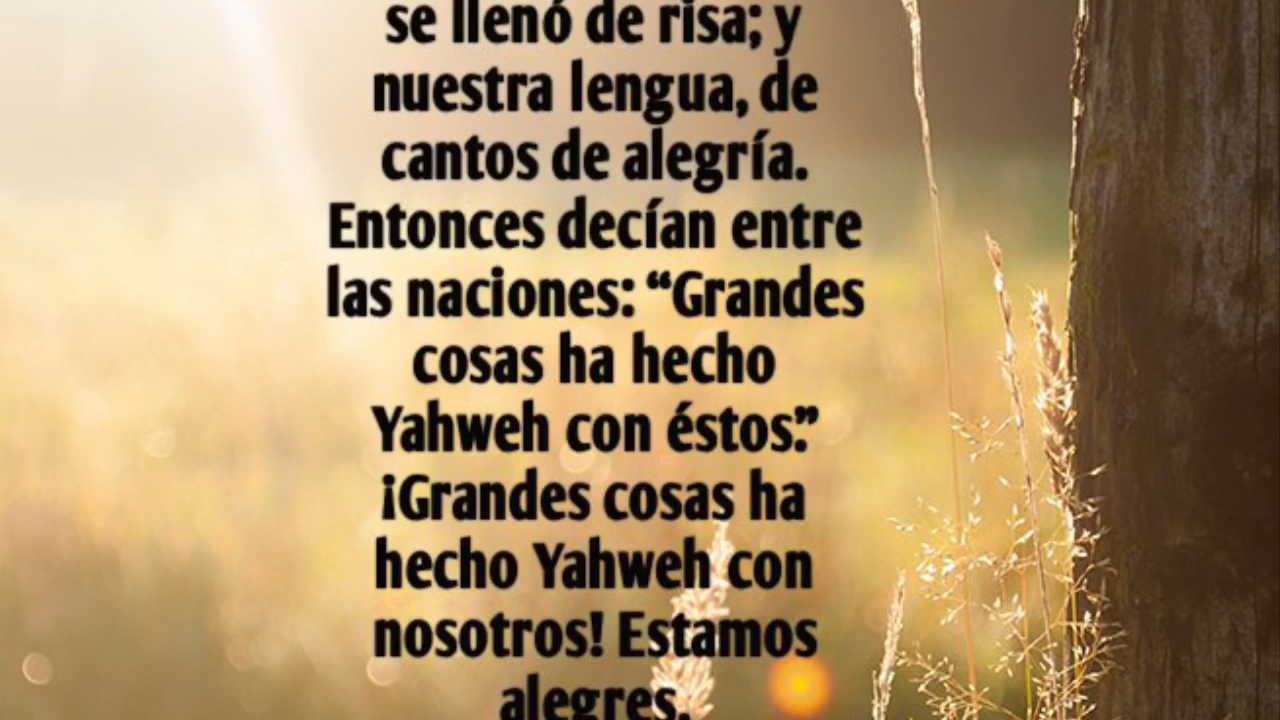 se llenó de risa; y
nuestra lengua, de
cantos de alegría.
Entonces decían entre
las naciones: “Grandes
cosas ha hecho
Yahweh con éstos.”
¡Grandes cosas ha
hecho Yahweh con
nosotros! Estamos
alegres.